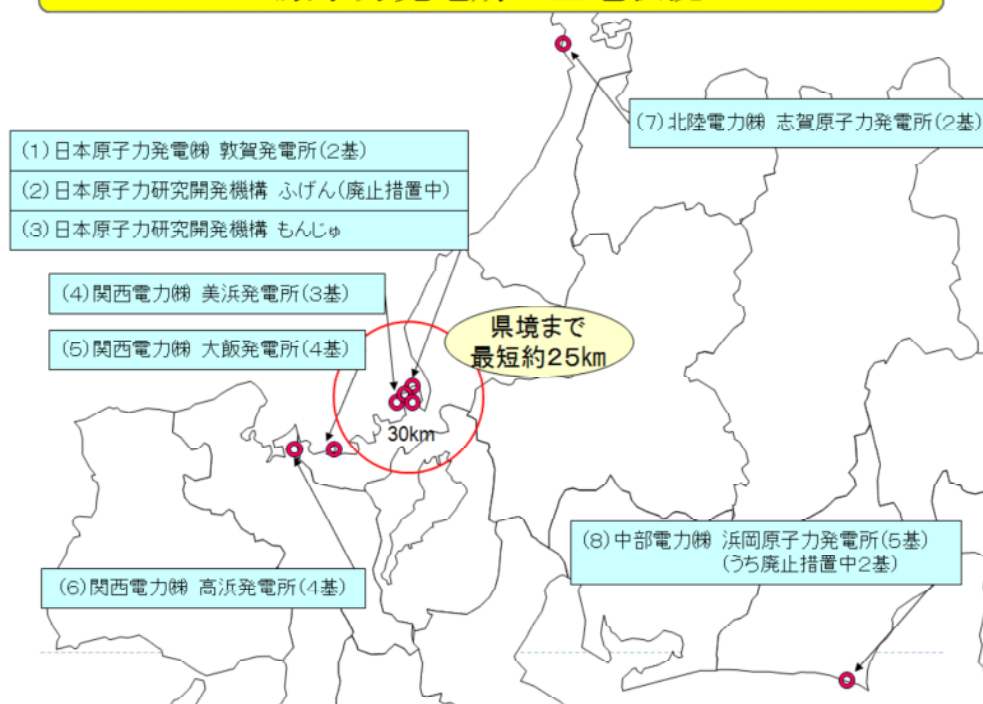 (7)北陸電力㈱ 志賀原子力発電所(2基)
(1)日本原子力発電㈱ 敦賀発電所(2基)
(2)日本原子力研究開発機構 ふげん(廃止措置中)
(3)日本原子力研究開発機構 もんじゅ
(4)関西電力㈱ 美浜発電所(3基)
県境まで
最短約25km
(5)関西電力㈱ 大飯発電所(4基)
30km
(8)中部電力㈱ 浜岡原子力発電所(5基)
(うち廃止措置中2基)
(6)関西電力㈱ 高浜発電所(4基)